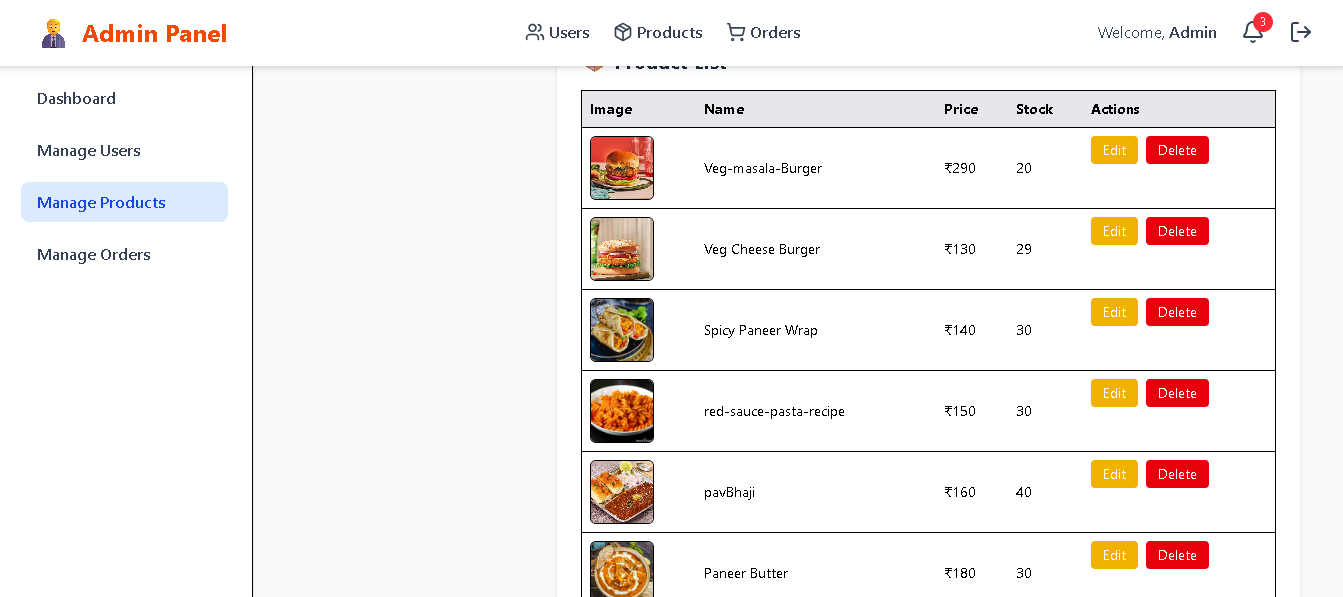 Admin Panel
Users
Products
Orders
Welcome, Admin
3
Dashboard
Manage Users
Manage Products
Manage Orders
Product List
Image Name Price Stock Actions
Veg-masala-Burger ₹290 20 Edit Delete
Veg Cheese Burger ₹130 29 Edit Delete
Spicy Paneer Wrap ₹140 30 Edit Delete
red-sauce-pasta-recipe ₹150 30 Edit Delete
pavBhaji ₹160 40 Edit Delete
Paneer Butter ₹180 30 Edit Delete